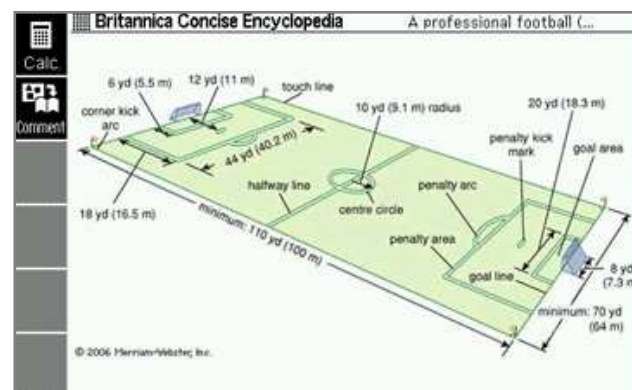 Britannica Concise Encyclopedia
A professional football (...
Calc.
Comment
6 yd (5.5 m)
12 yd (11 m)
touch line
corner kick
arc
10 yd (9.1 m) radius
20 yd (18.3 m)
penalty kick
mark
goal area
44 yd (40.2 m)
halfway line
centre circle
penalty arc
18 yd (16.5 m)
minimum: 110 yd (100 m)
penalty area
goal line
8 yd
(7.3 m
minimum: 70 yd
(64 m)
© 2006 Merriam-Webster, Inc.